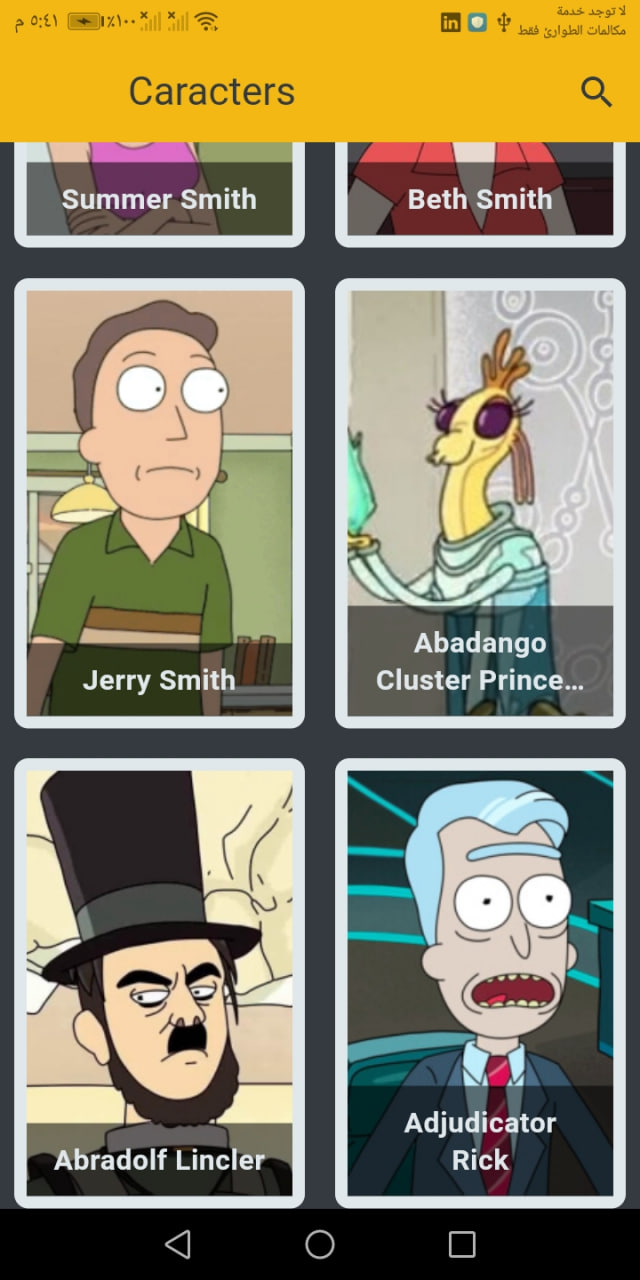 م ٥:٤١
٪١٠٠
لا توجد خدمة
مكالمات الطوارئ فقط
in
Caracters
Summer Smith
Beth Smith
Jerry Smith
Abadango
Cluster Prince...
Abradolf Lincler
Adjudicator
Rick